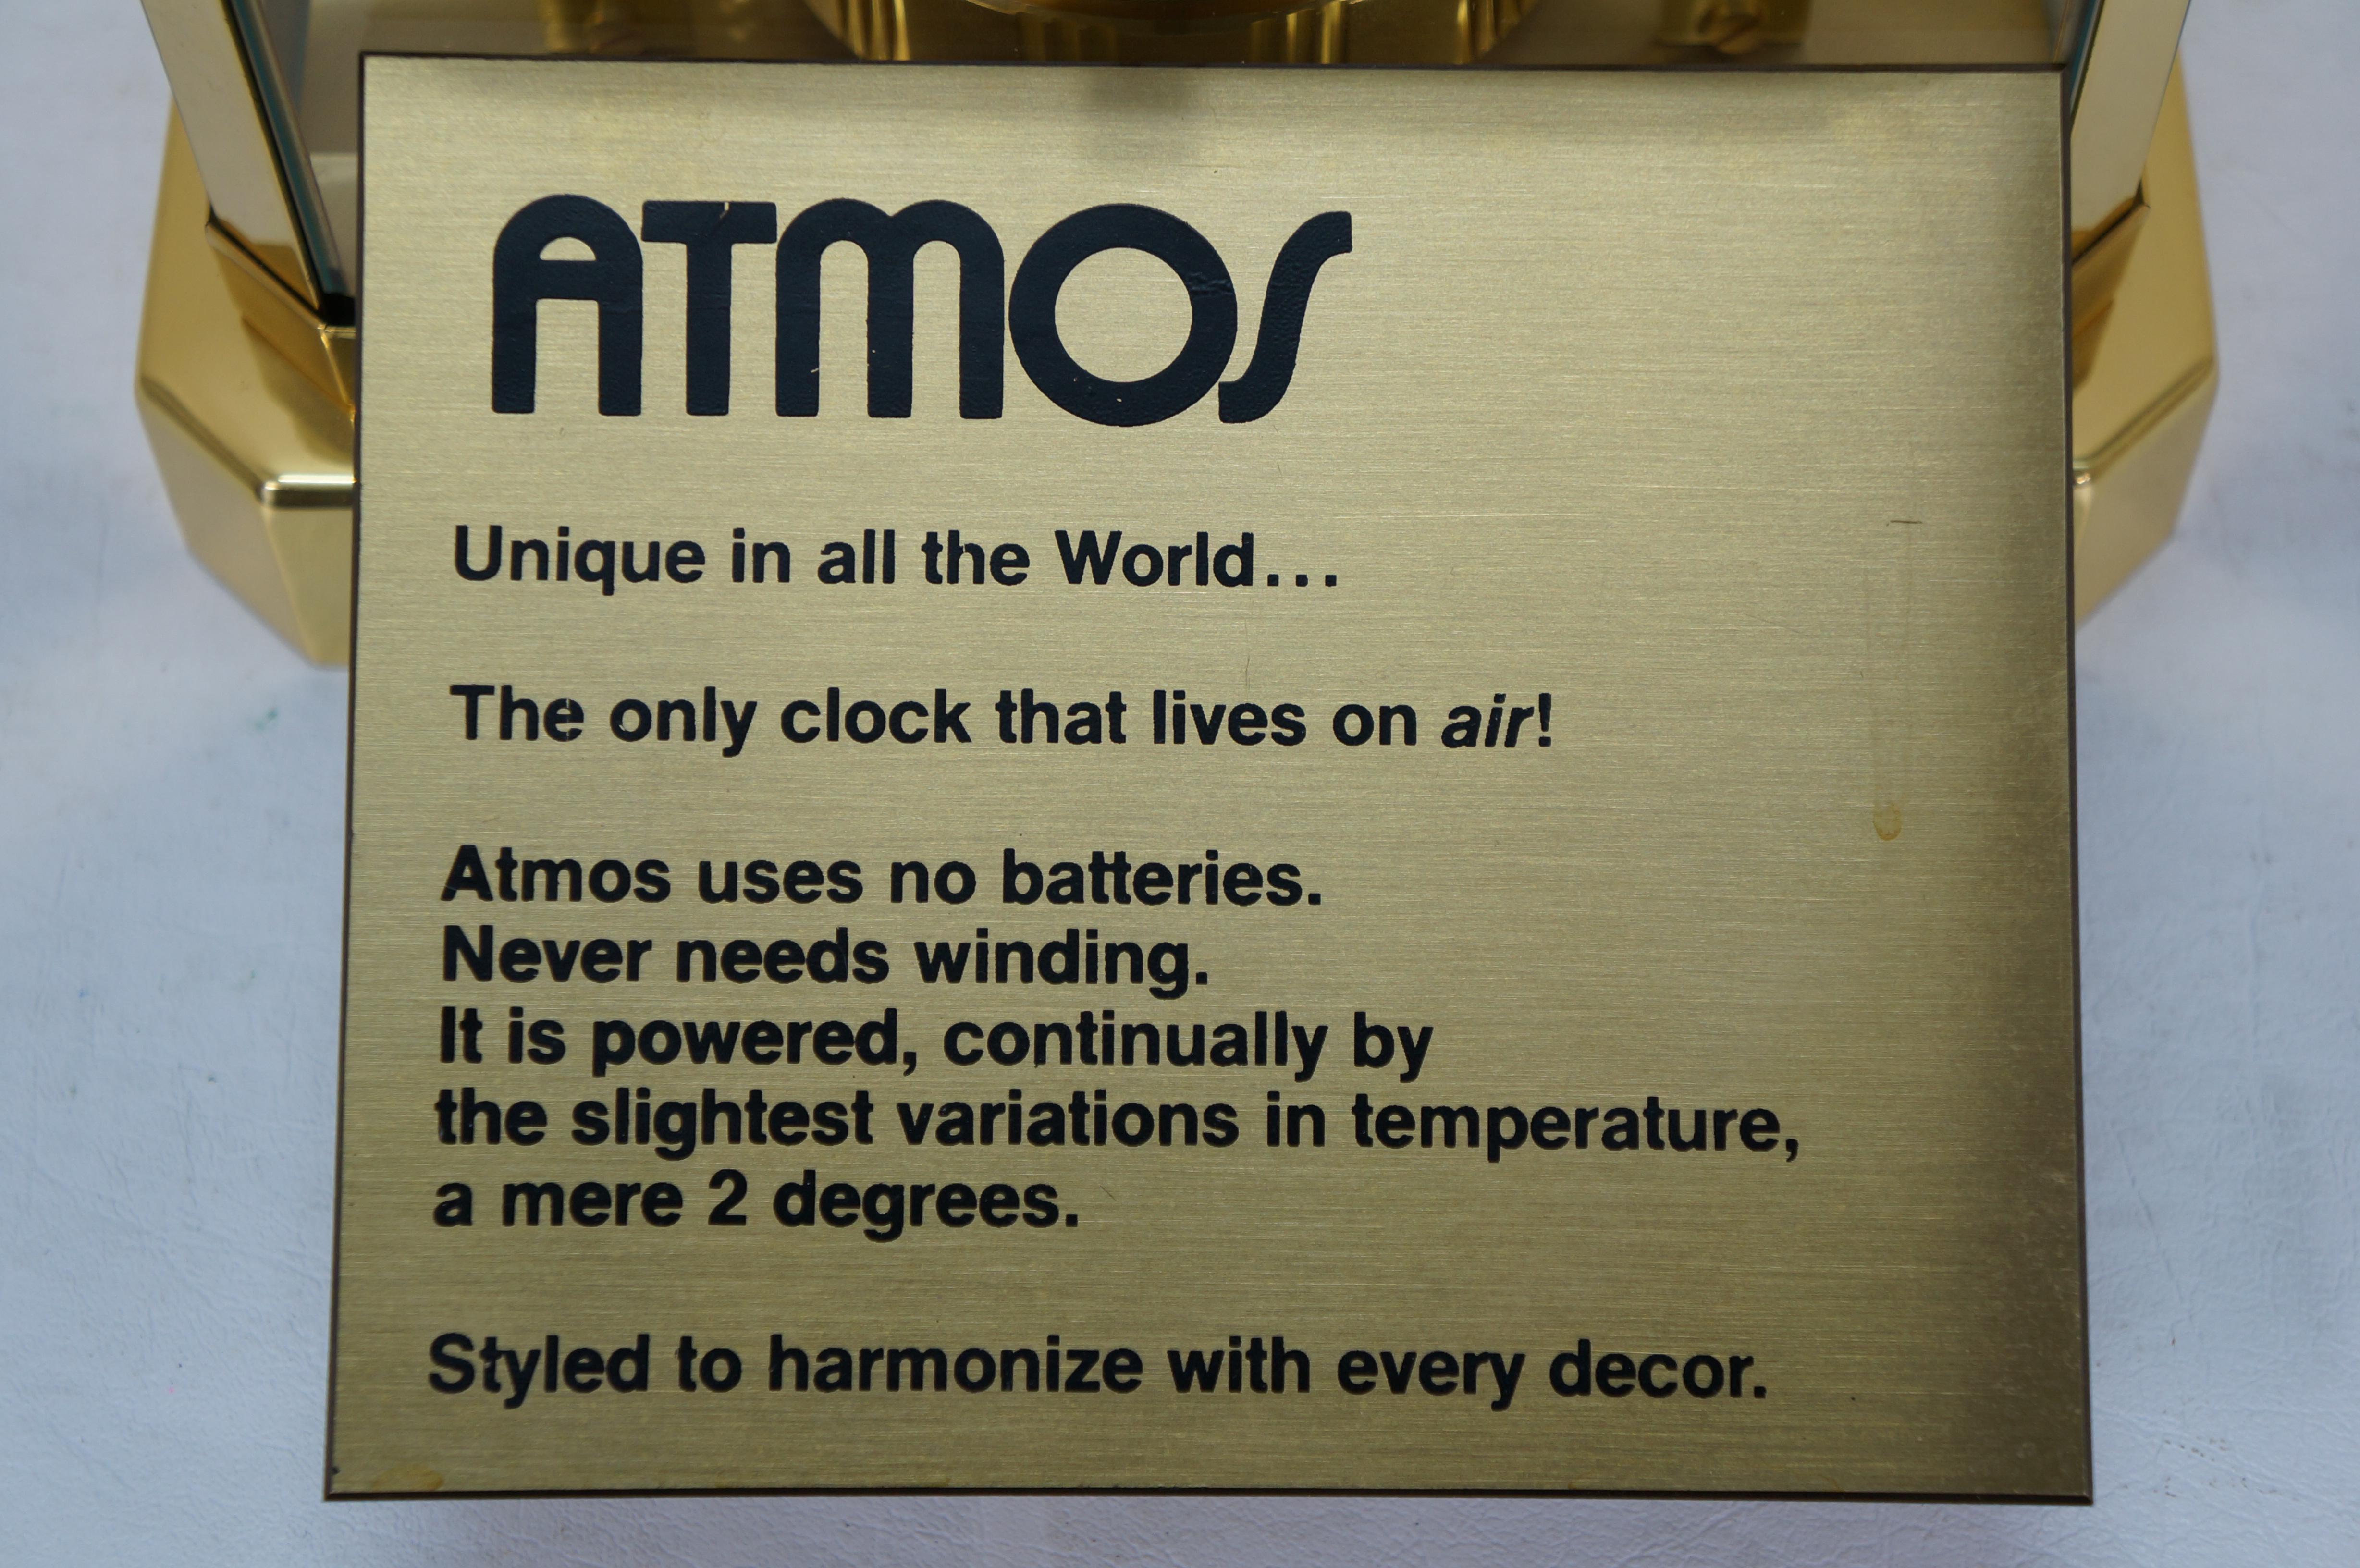 ATMOS
Unique in all the World...
The only clock that lives on air!
Atmos uses no batteries.
Never needs winding.
It is powered, continually by
the slightest variations in temperature,
a mere 2 degrees.
Styled to harmonize with every decor.